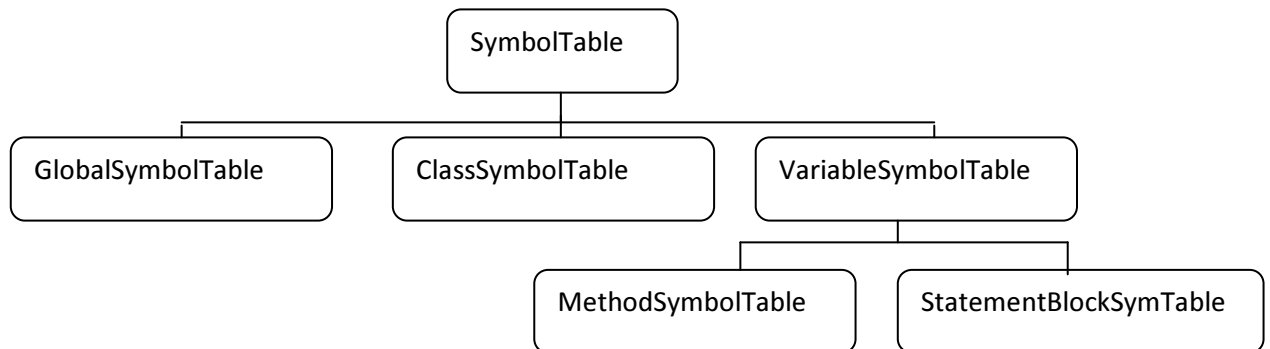 SymbolTable
GlobalSymbolTable
ClassSymbolTable
VariableSymbolTable
MethodSymbolTable
StatementBlockSymTable